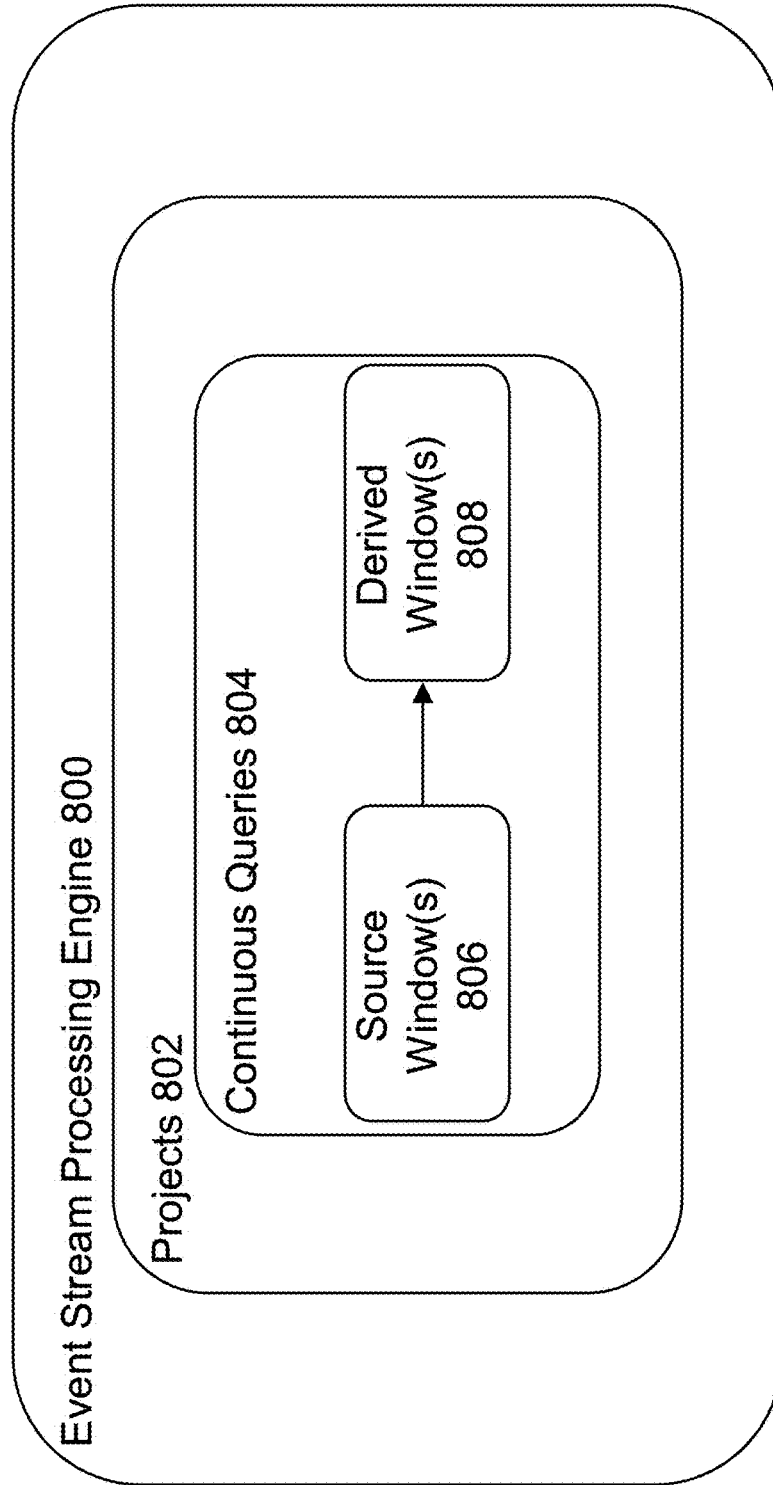 Event Stream Processing Engine 800
Projects 802
Continuous Queries 804
Source
Window(s)
806
Derived
Window(s)
808